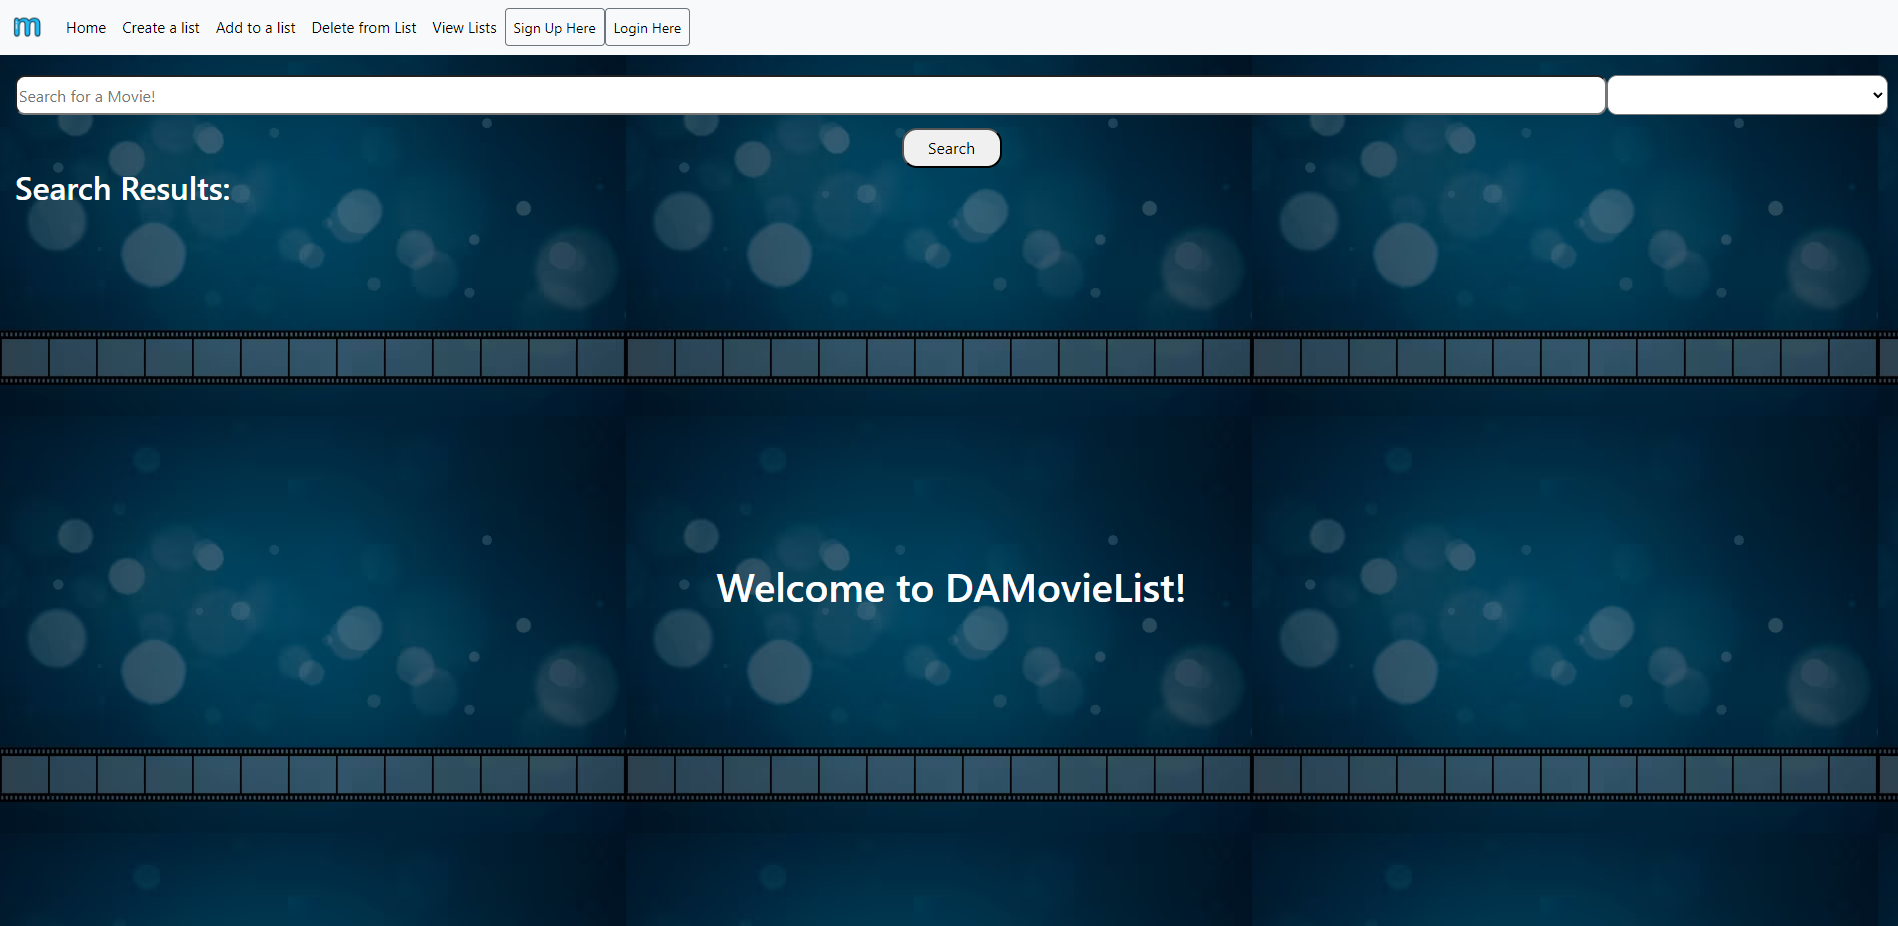 m Home Create a list Add to a list Delete from List View Lists Sign Up Here Login Here
Search for a Movie!
Search
Search Results:
Welcome to DAMovieList!